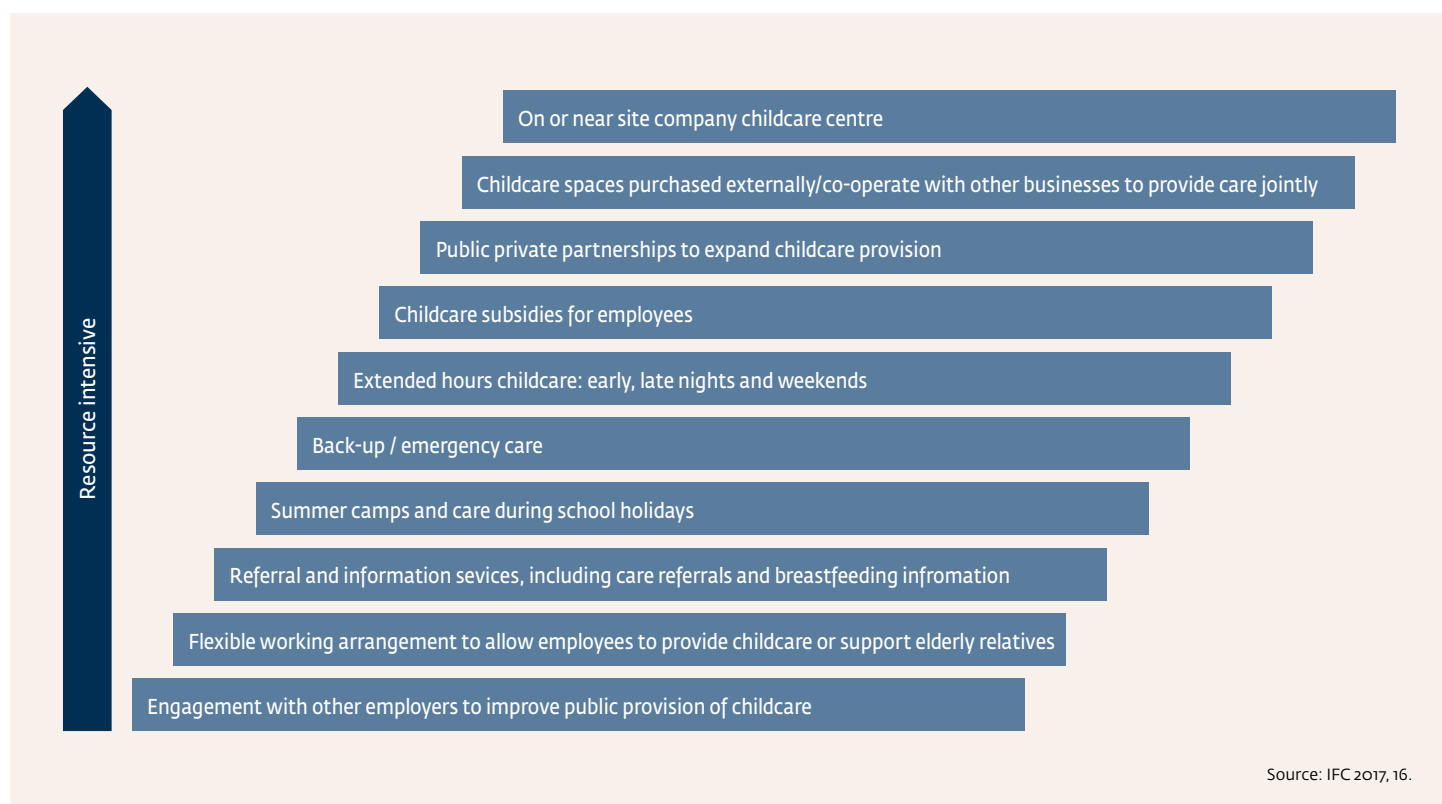 On or near site company childcare centre
Childcare spaces purchased externally/co-operate with other businesses to provide care jointly
Public private partnerships to expand childcare provision
Childcare subsidies for employees
Extended hours childcare: early, late nights and weekends
Back-up / emergency care
Summer camps and care during school holidays
Referral and information sevices, including care referrals and breastfeeding infromation
Flexible working arrangement to allow employees to provide childcare or support elderly relatives
Engagement with other employers to improve public provision of childcare
Resource intensive
Source: IFC 2017, 16.